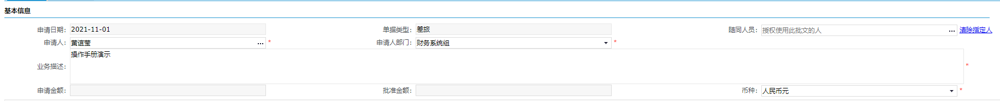 基本信息
申请日期: 2021-11-01 单据类型: 差旅 随同人员: 授权使用此批文的人 ... 清除指定人
申请人: 董谊莹 ... * 申请人部门: 财务系统组 *
操作手册演示
业务描述: *
申请金额: 批准金额: 币种: 人民币元 *